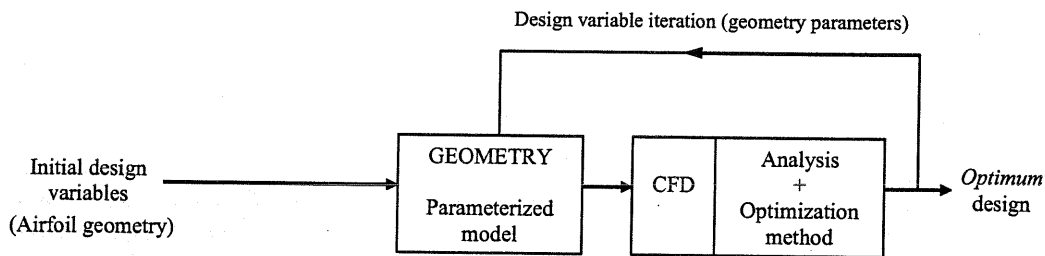 Design variable iteration (geometry parameters)
Initial design
variables
(Airfoil geometry)
GEOMETRY
Parameterized
model
CFD
Analysis
+
Optimization
method
Optimum
design